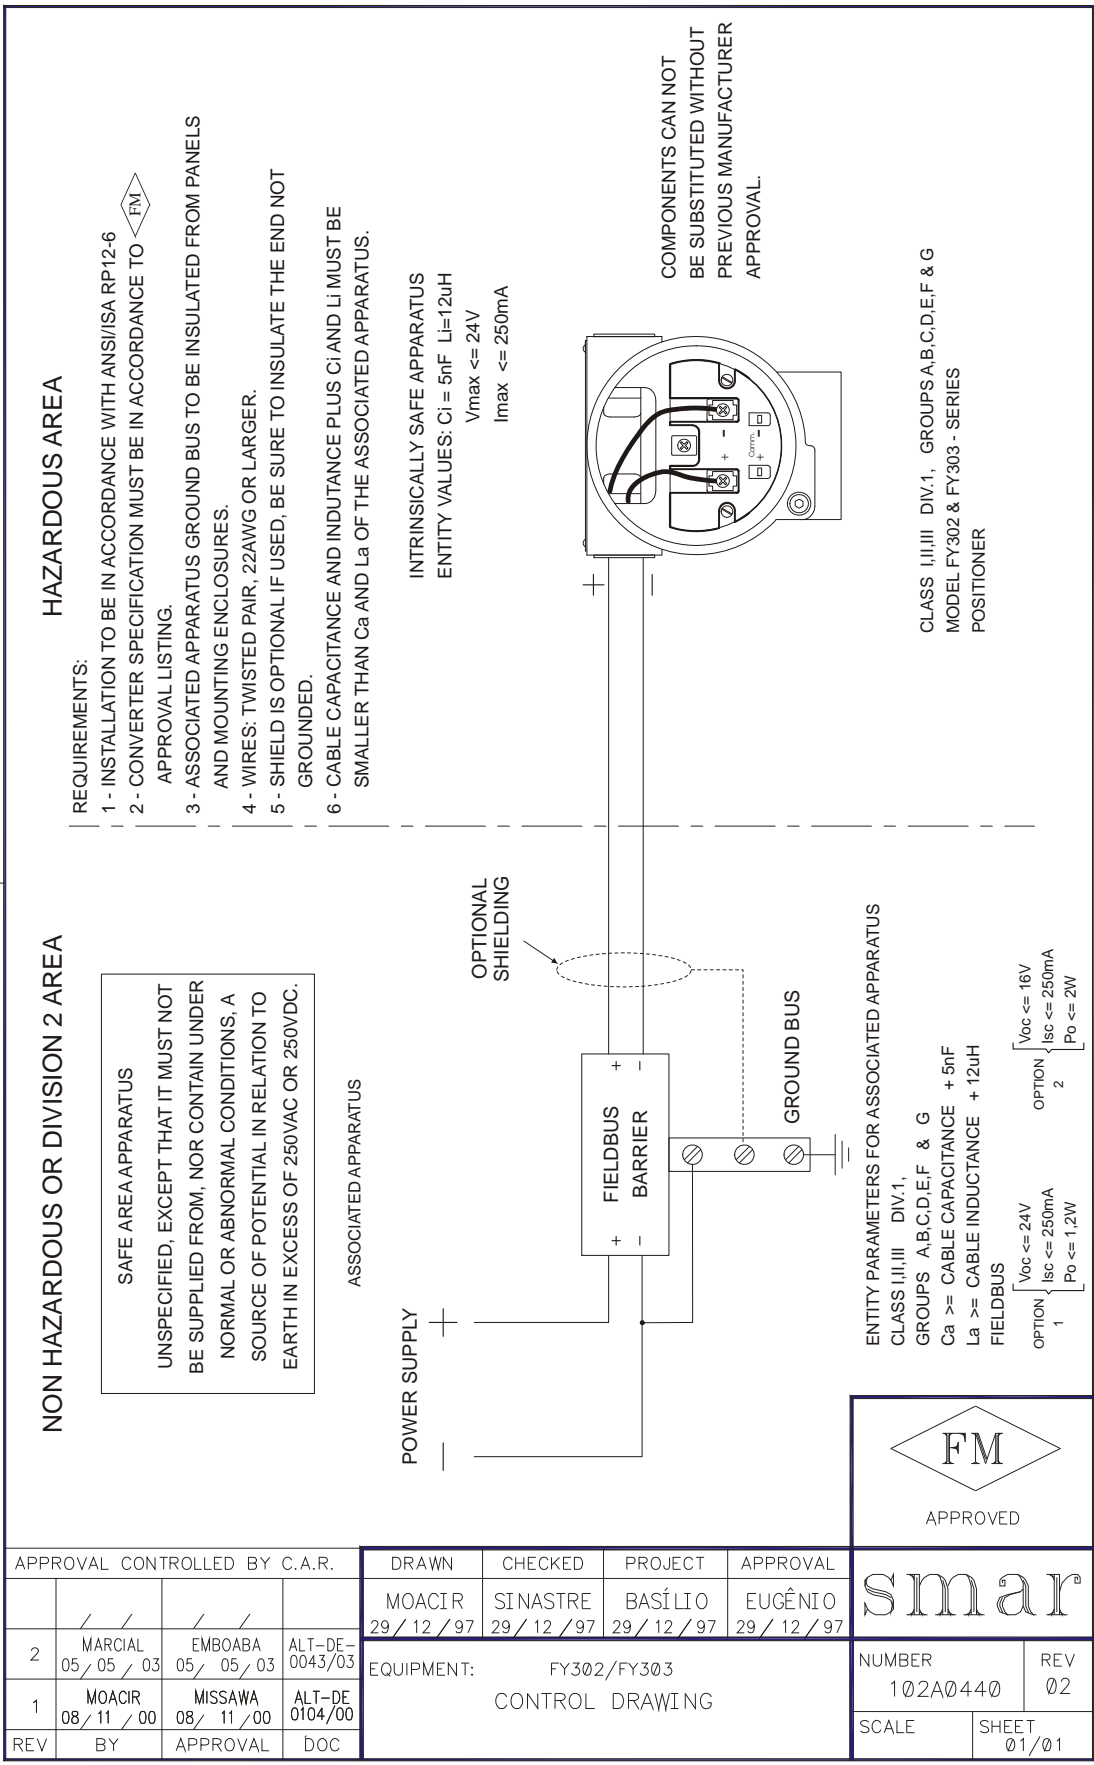 NON HAZARDOUS OR DIVISION 2 AREA
SAFE AREA APPARATUS
UNSPECIFIED, EXCEPT THAT IT MUST NOT
BE SUPPLIED FROM, NOR CONTAIN UNDER
NORMAL OR ABNORMAL CONDITIONS, A
SOURCE OF POTENTIAL IN RELATION TO
EARTH IN EXCESS OF 250VAC OR 250VDC.
ASSOCIATED APPARATUS
POWER SUPPLY
− +
+ +
FIELDBUS
BARRIER
− −
OPTIONAL
SHIELDING
GROUND BUS
ENTITY PARAMETERS FOR ASSOCIATED APPARATUS
CLASS I,II,III DIV.1,
GROUPS A,B,C,D,E,F & G
Ca >= CABLE CAPACITANCE + 5nF
La >= CABLE INDUCTANCE + 12uH
FIELDBUS
OPTION 1
Voc <= 24V
Isc <= 250mA
Po <= 1,2W
OPTION 2
Voc <= 16V
Isc <= 250mA
Po <= 2W
HAZARDOUS AREA
REQUIREMENTS:
1 - INSTALLATION TO BE IN ACCORDANCE WITH ANSI/ISA RP12-6
2 - CONVERTER SPECIFICATION MUST BE IN ACCORDANCE TO FM
APPROVAL LISTING.
3 - ASSOCIATED APPARATUS GROUND BUS TO BE INSULATED FROM PANELS
AND MOUNTING ENCLOSURES.
4 - WIRES: TWISTED PAIR, 22AWG OR LARGER.
5 - SHIELD IS OPTIONAL IF USED, BE SURE TO INSULATE THE END NOT
GROUNDED.
6 - CABLE CAPACITANCE AND INDUTANCE PLUS Ci AND Li MUST BE
SMALLER THAN Ca AND La OF THE ASSOCIATED APPARATUS.
INTRINSICALLY SAFE APPARATUS
ENTITY VALUES: Ci = 5nF Li=12uH
Vmax <= 24V
Imax <= 250mA
+
−
+ -
Comm.
+ -
COMPONENTS CAN NOT
BE SUBSTITUTED WITHOUT
PREVIOUS MANUFACTURER
APPROVAL.
CLASS I,II,III DIV.1, GROUPS A,B,C,D,E,F & G
MODEL FY302 & FY303 - SERIES
POSITIONER
FM
APPROVED
APPROVAL CONTROLLED BY C.A.R.
/ / / /
2 MARCIAL 05/05/03 EMBOABA 05/05/03 ALT-DE-0043/03
1 MOACIR 08/11/00 MISSAWA 08/11/00 ALT-DE 0104/00
REV BY APPROVAL DOC
DRAWN CHECKED PROJECT APPROVAL
MOACIR SINASTRE BASÍLIO EUGÊNIO
29/12/97 29/12/97 29/12/97 29/12/97
EQUIPMENT: FY302/FY303
CONTROL DRAWING
smar
NUMBER REV
102A0440 02
SCALE SHEET
01/01